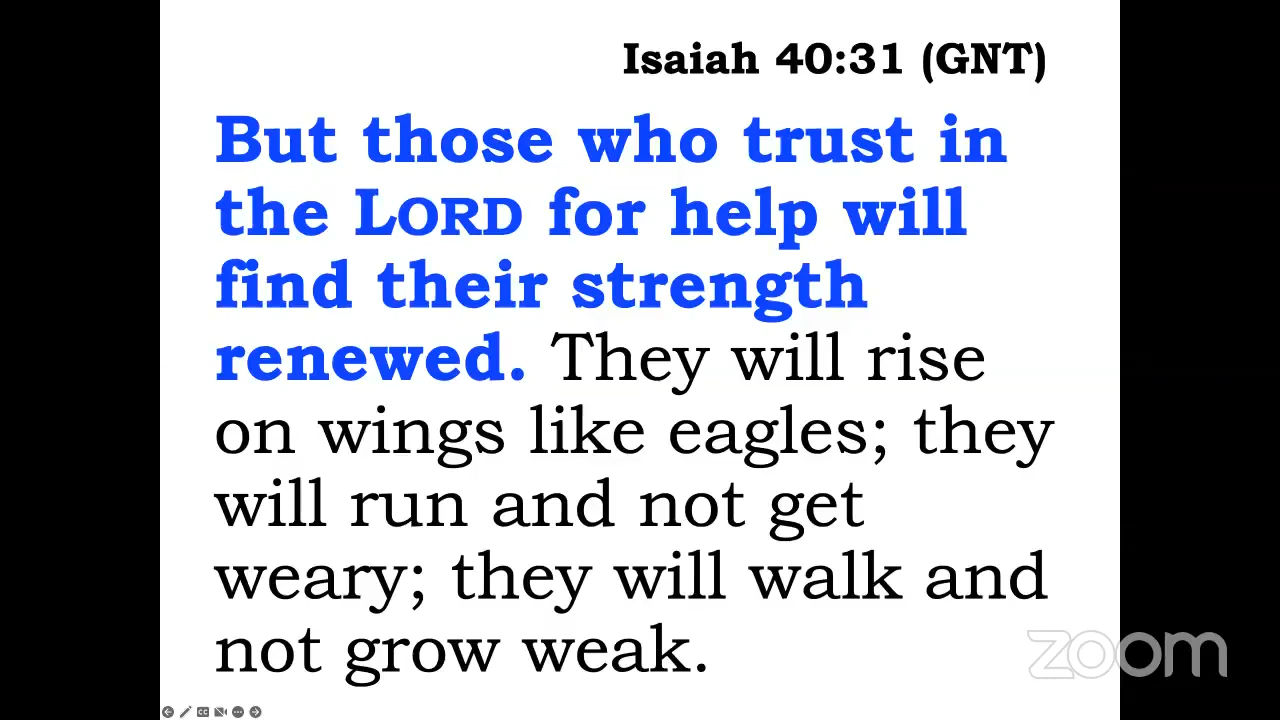 Isaiah 40:31 (GNT)
But those who trust in
the LORD for help will
find their strength
renewed. They will rise
on wings like eagles; they
will run and not get
weary; they will walk and
not grow weak.
zoom